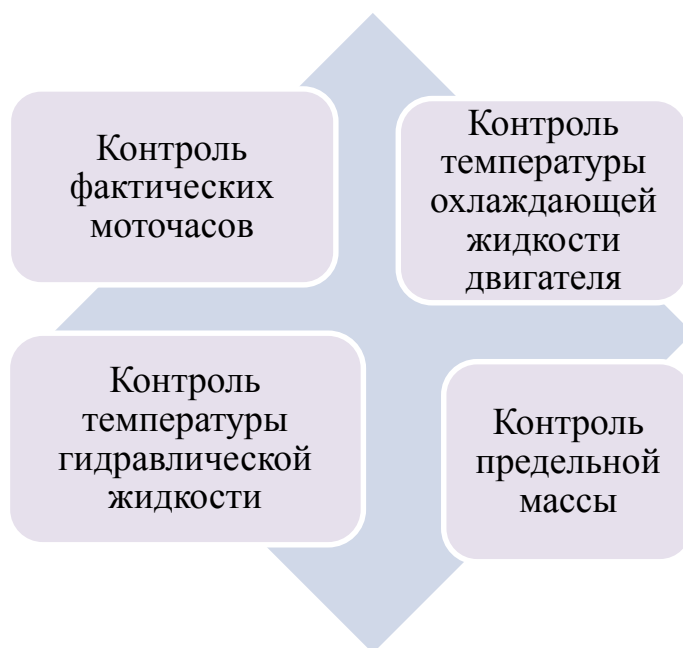 Контроль
фактических
моточасов
Контроль
температуры
охлаждающей
жидкости
двигателя
Контроль
температуры
гидравлической
жидкости
Контроль
предельной
массы